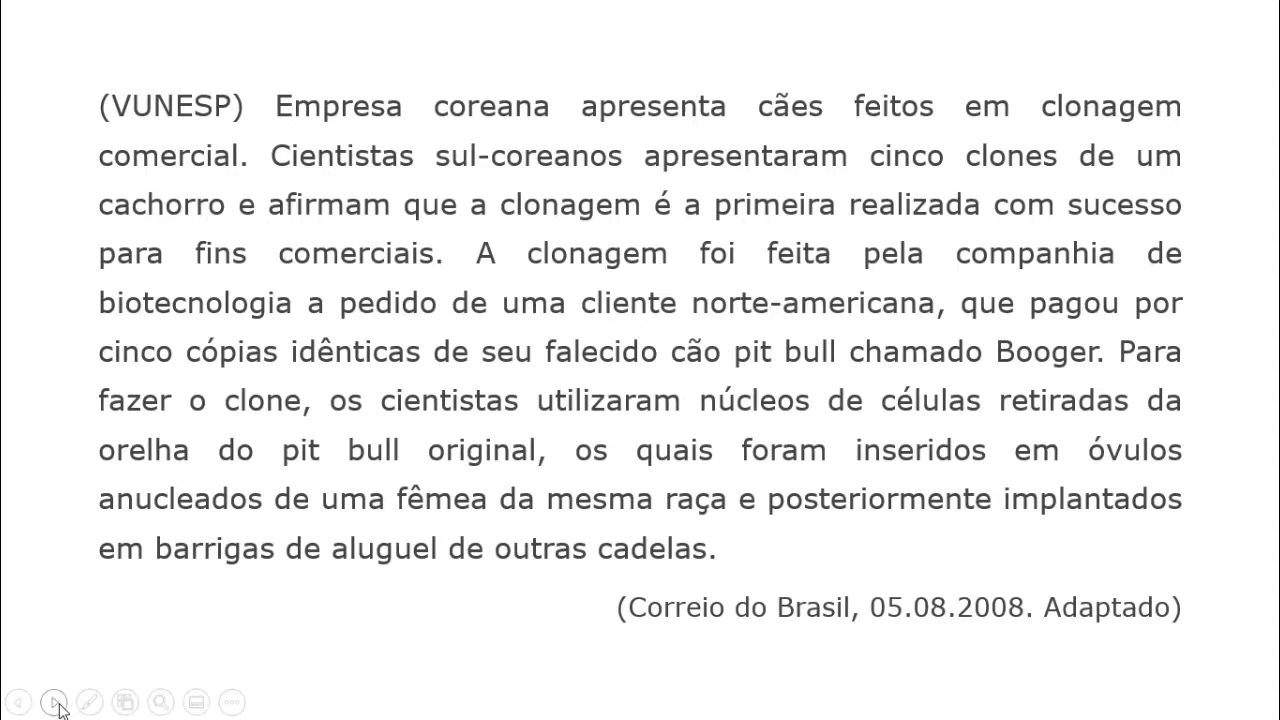 (VUNESP) Empresa coreana apresenta cães feitos em clonagem
comercial. Cientistas sul-coreanos apresentaram cinco clones de um
cachorro e afirmam que a clonagem é a primeira realizada com sucesso
para fins comerciais. A clonagem foi feita pela companhia de
biotecnologia a pedido de uma cliente norte-americana, que pagou por
cinco cópias idênticas de seu falecido cão pit bull chamado Booger. Para
fazer o clone, os cientistas utilizaram núcleos de células retiradas da
orelha do pit bull original, os quais foram inseridos em óvulos
anucleados de uma fêmea da mesma raça e posteriormente implantados
em barrigas de aluguel de outras cadelas.
(Correio do Brasil, 05.08.2008. Adaptado)